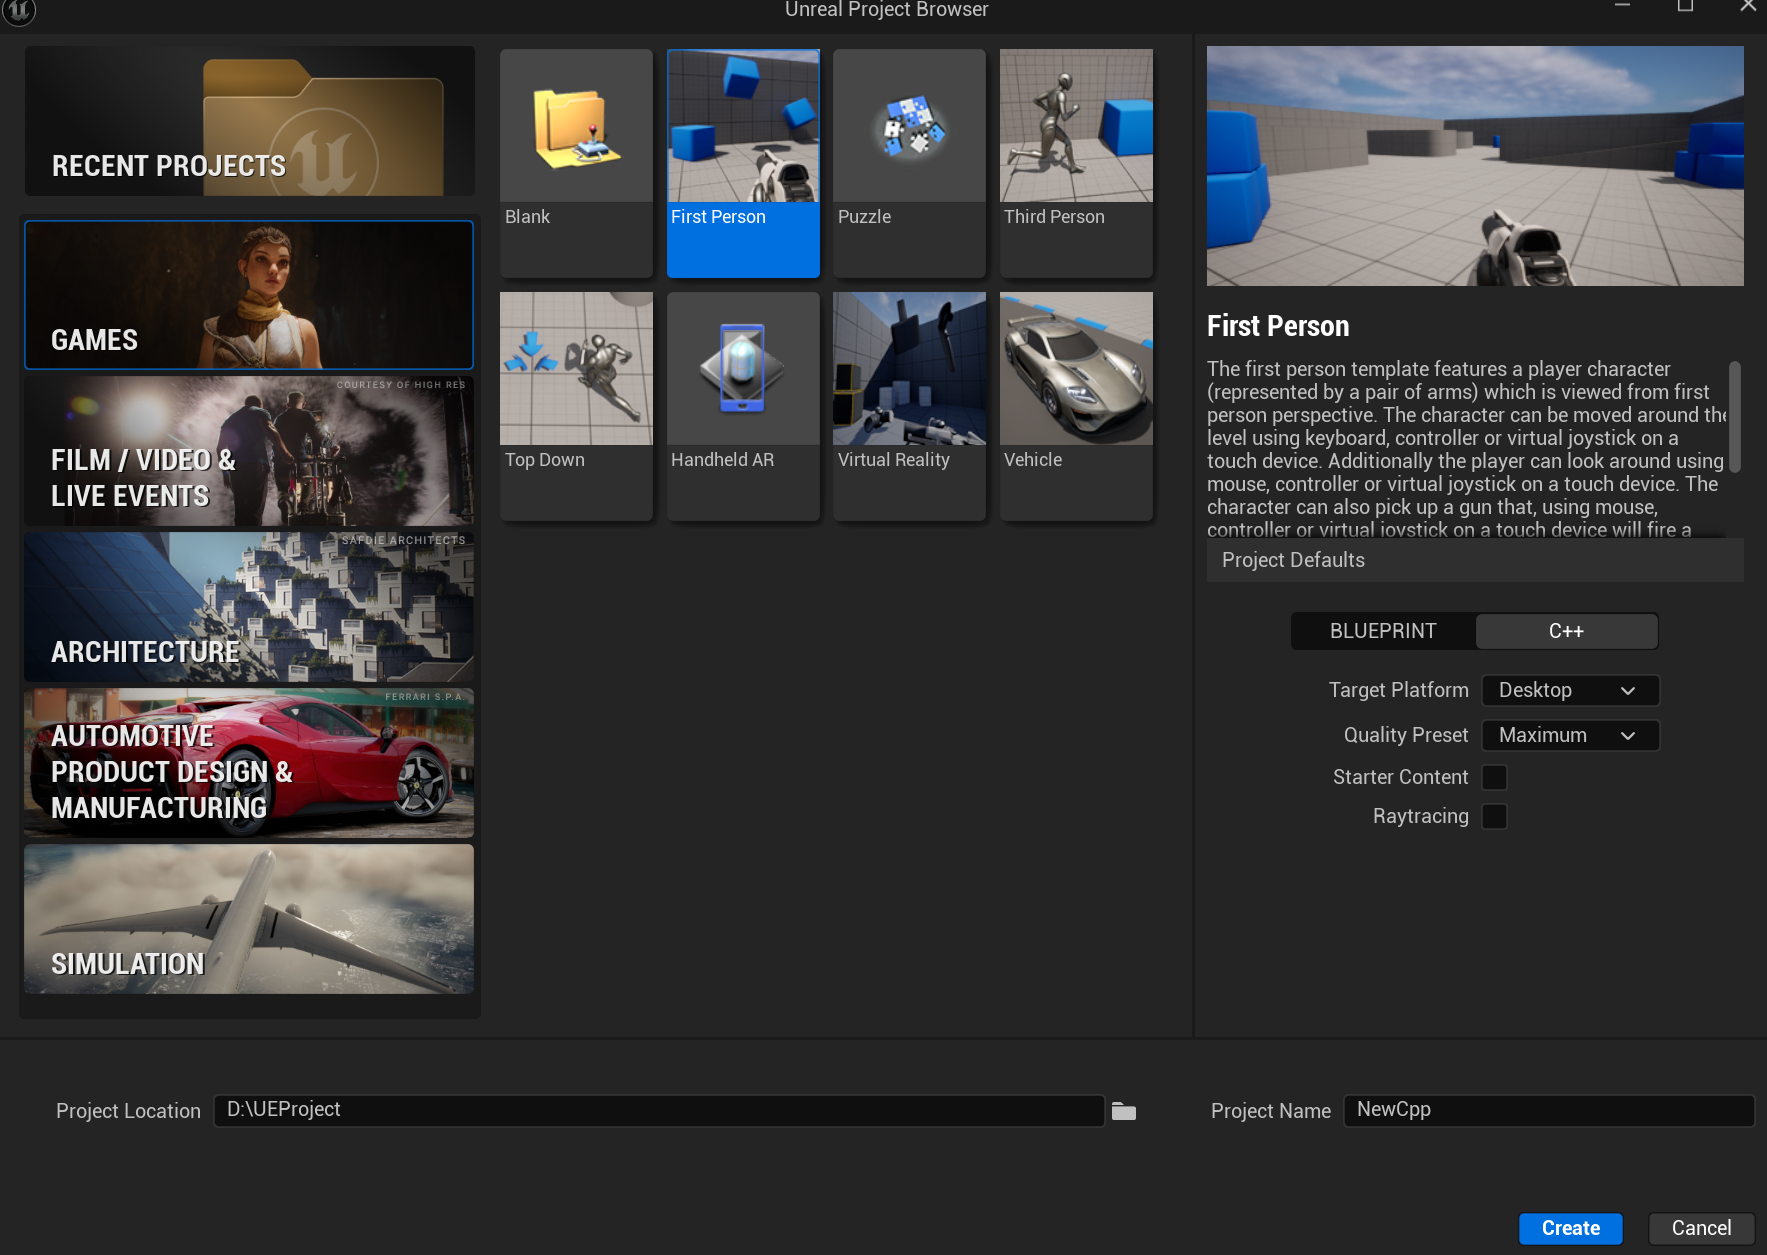 Unreal Project Browser
RECENT PROJECTS
GAMES
COURTESY OF HIGH RES
FILM / VIDEO &
LIVE EVENTS
SAFDIE ARCHITECTS
ARCHITECTURE
FERRARI S.P.A.
AUTOMOTIVE
PRODUCT DESIGN &
MANUFACTURING
SIMULATION
Blank
First Person
Puzzle
Third Person
Top Down
Handheld AR
Virtual Reality
Vehicle
First Person
The first person template features a player character
(represented by a pair of arms) which is viewed from first
person perspective. The character can be moved around the
level using keyboard, controller or virtual joystick on a
touch device. Additionally the player can look around using
mouse, controller or virtual joystick on a touch device. The
character can also pick up a gun that, using mouse,
controller or virtual joystick on a touch device will fire a
Project Defaults
BLUEPRINT
C++
Target Platform
Desktop
Quality Preset
Maximum
Starter Content
Raytracing
Project Location
D:\UEProject
Project Name
NewCpp
Create
Cancel